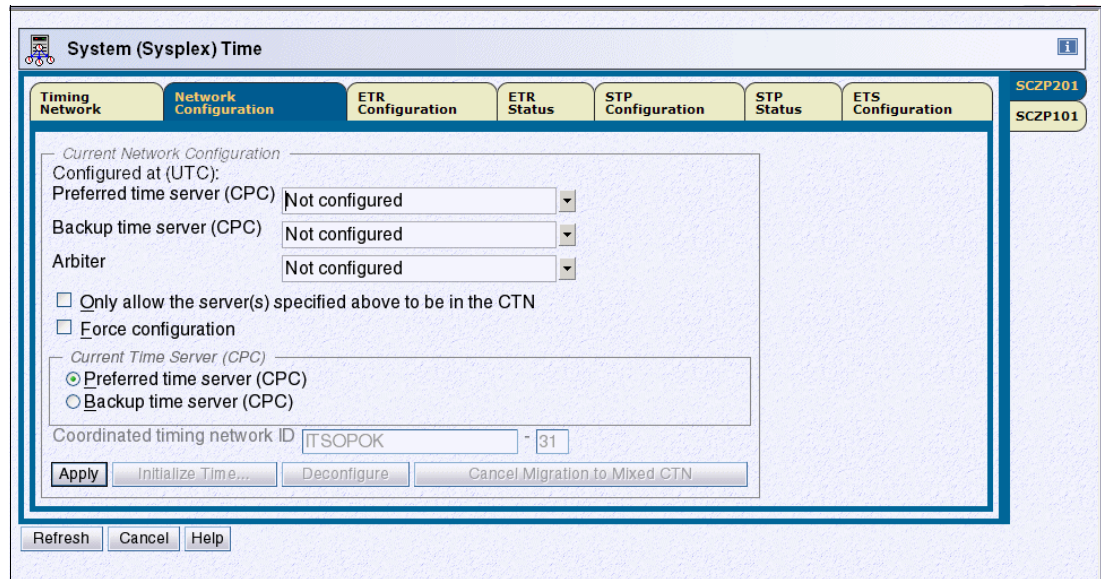 System (Sysplex) Time
i
Timing Network
Network Configuration
ETR Configuration
ETR Status
STP Configuration
STP Status
ETS Configuration
SCZP201
SCZP101
Current Network Configuration
Configured at (UTC):
Preferred time server (CPC) Not configured
Backup time server (CPC) Not configured
Arbiter Not configured
Only allow the server(s) specified above to be in the CTN
Force configuration
Current Time Server (CPC)
Preferred time server (CPC)
Backup time server (CPC)
Coordinated timing network ID ITSOPOK - 31
Apply Initialize Time... Deconfigure Cancel Migration to Mixed CTN
Refresh Cancel Help